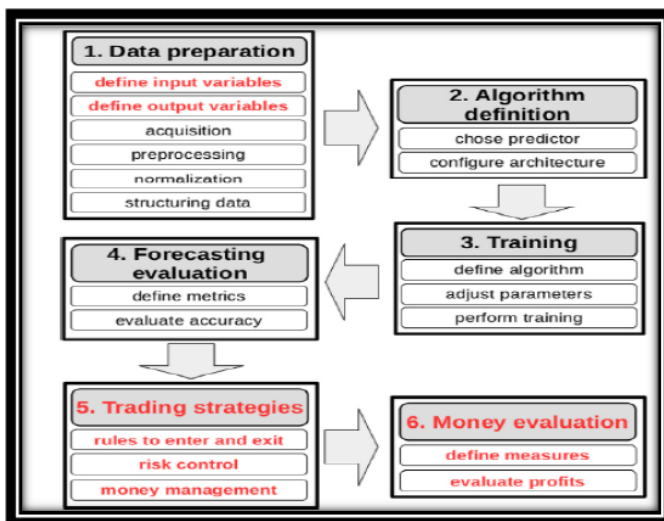 1. Data preparation
define input variables
define output variables
acquisition
preprocessing
normalization
structuring data
2. Algorithm
definition
chose predictor
configure architecture
3. Training
define algorithm
adjust parameters
perform training
4. Forecasting
evaluation
define metrics
evaluate accuracy
5. Trading strategies
rules to enter and exit
risk control
money management
6. Money evaluation
define measures
evaluate profits